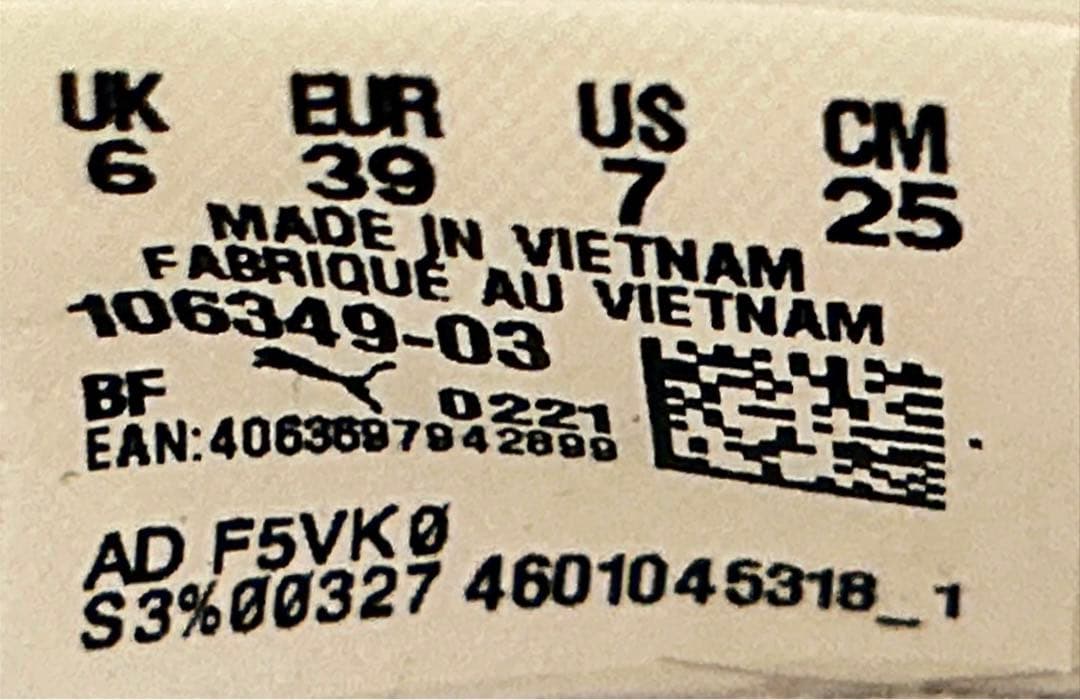 UK EUR US CM
6 39 7 25
MADE IN VIETNAM
FABRIQUÉ AU VIETNAM
106349-03
BF 0221
EAN:4063697942899
AD F5VK0
S3%00327 4601045318_1